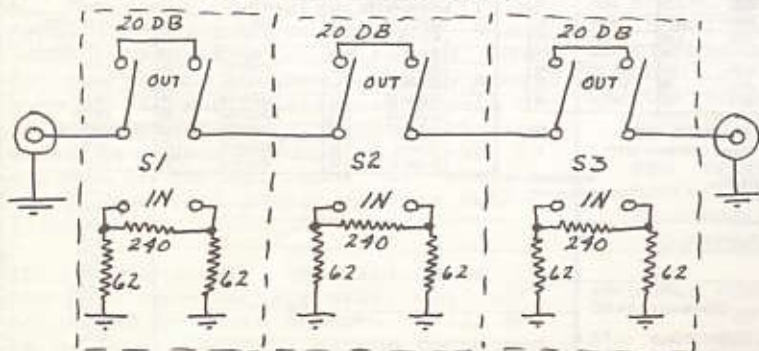 20 DB 20 DB 20 DB
OUT OUT OUT
S1 S2 S3
IN IN IN
240 240 240
62 62 62 62 62 62